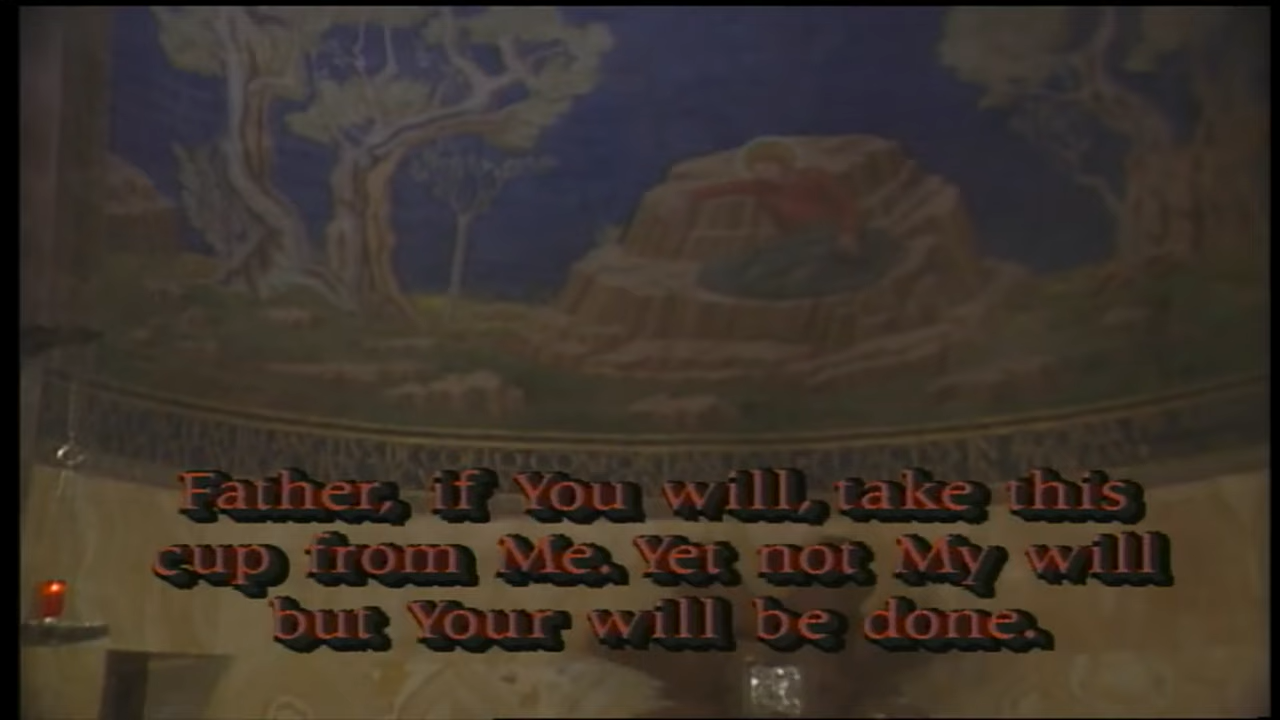 Father, if You will, take this
cup from Me. Yet not My will
but Your will be done.